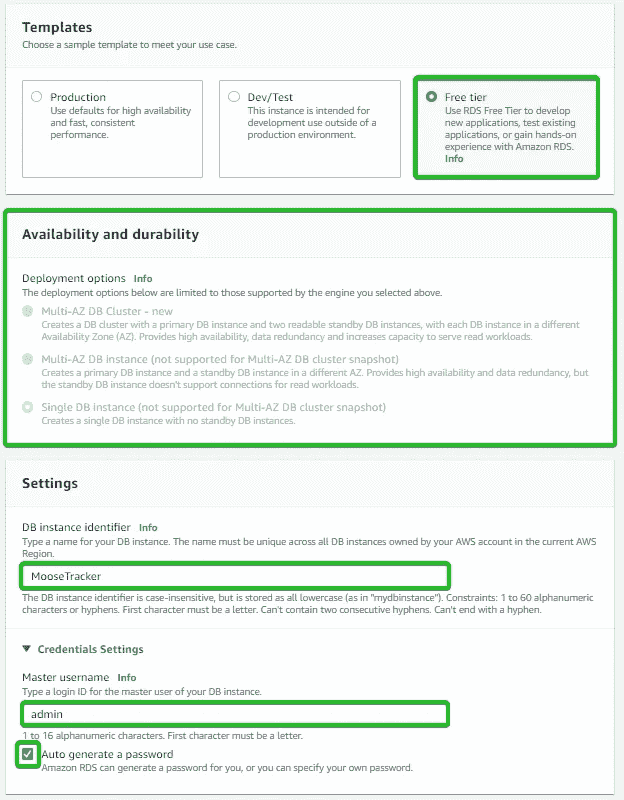 Templates
Choose a sample template to meet your use case.
Production
Use defaults for high availability
and fast, consistent
performance.
Dev/Test
This instance is intended for
development use outside of a
production environment.
Free tier
Use RDS Free Tier to develop
new applications, test existing
applications, or gain hands-on
experience with Amazon RDS.
Info
Availability and durability
Deployment options Info
The deployment options below are limited to those supported by the engine you selected above.
Multi-AZ DB Cluster - new
Creates a DB cluster with a primary DB instance and two readable standby DB instances, with each DB instance in a different
Availability Zone (AZ). Provides high availability, data redundancy and increases capacity to serve read workloads.
Multi-AZ DB instance (not supported for Multi-AZ DB cluster snapshot)
Creates a primary DB instance and a standby DB instance in a different AZ. Provides high availability and data redundancy, but
the standby DB instance doesn't support connections for read workloads.
Single DB instance (not supported for Multi-AZ DB cluster snapshot)
Creates a single DB instance with no standby DB instances.
Settings
DB instance identifier Info
Type a name for your DB instance. The name must be unique across all DB instances owned by your AWS account in the current AWS
Region.
MooseTracker
The DB instance identifier is case-insensitive, but is stored as all lowercase (as in "mydbinstance"). Constraints: 1 to 60 alphanumeric
characters or hyphens. First character must be a letter. Can't contain two consecutive hyphens. Can't end with a hyphen.
Credentials Settings
Master username Info
Type a login ID for the master user of your DB instance.
admin
1 to 16 alphanumeric characters. First character must be a letter.
Auto generate a password
Amazon RDS can generate a password for you, or you can specify your own password.